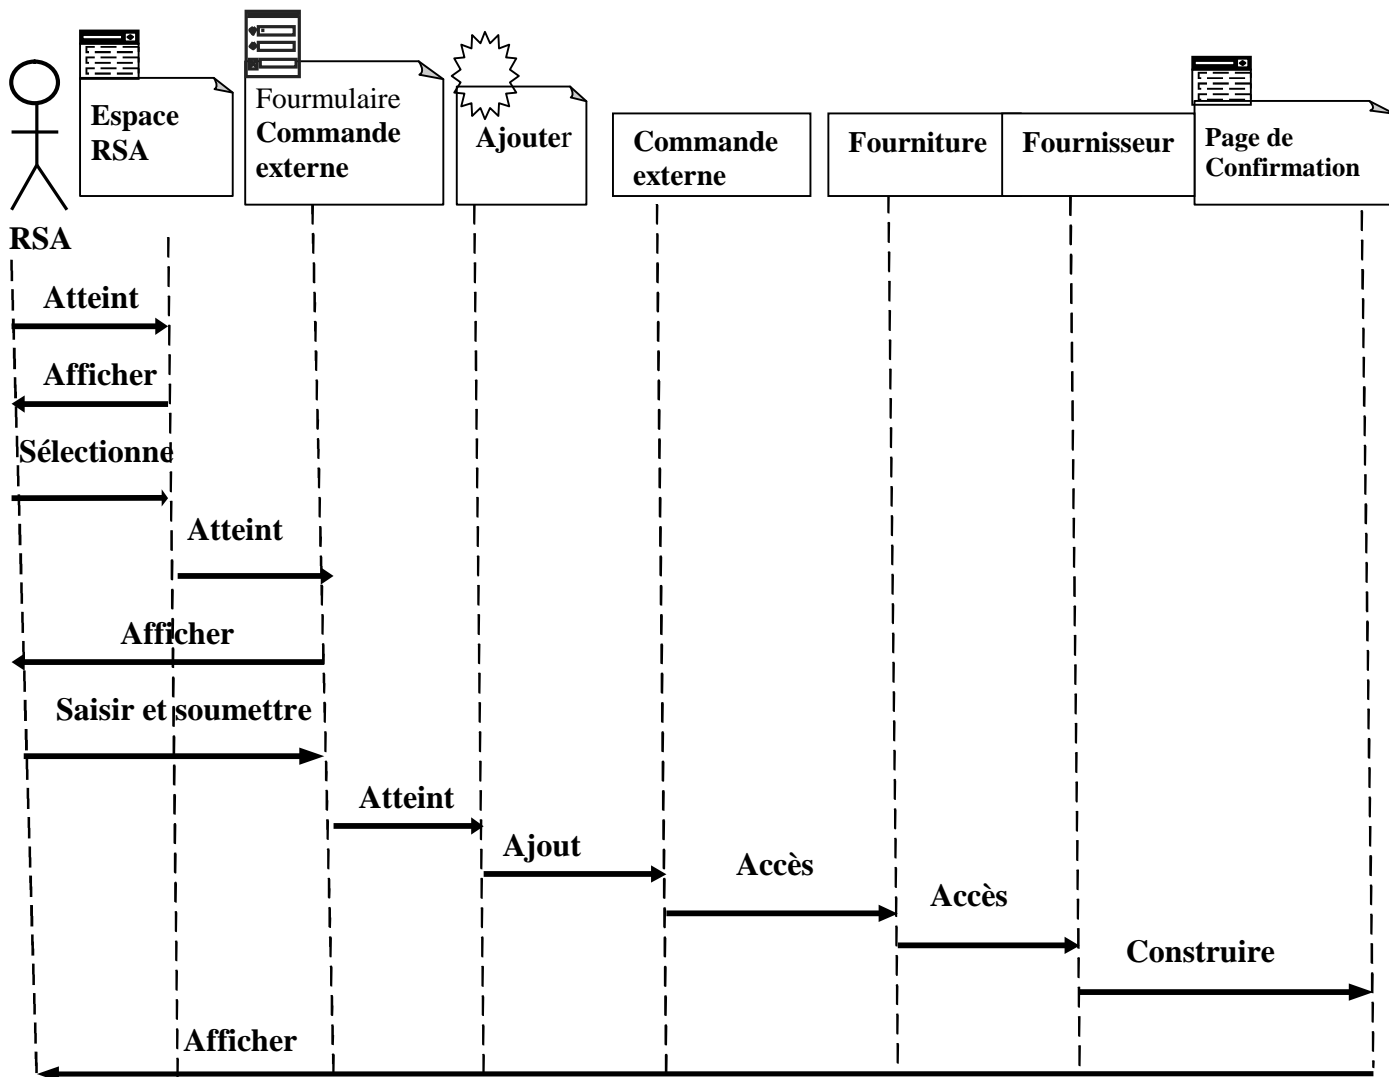 Espace
RSA
Fourmulaire
Commande
externe
Ajouter
Commande
externe
Fourniture
Fournisseur
Page de
Confirmation
RSA
Atteint
Afficher
Sélectionne
Atteint
Afficher
Saisir et soumettre
Atteint
Ajout
Accès
Accès
Construire
Afficher